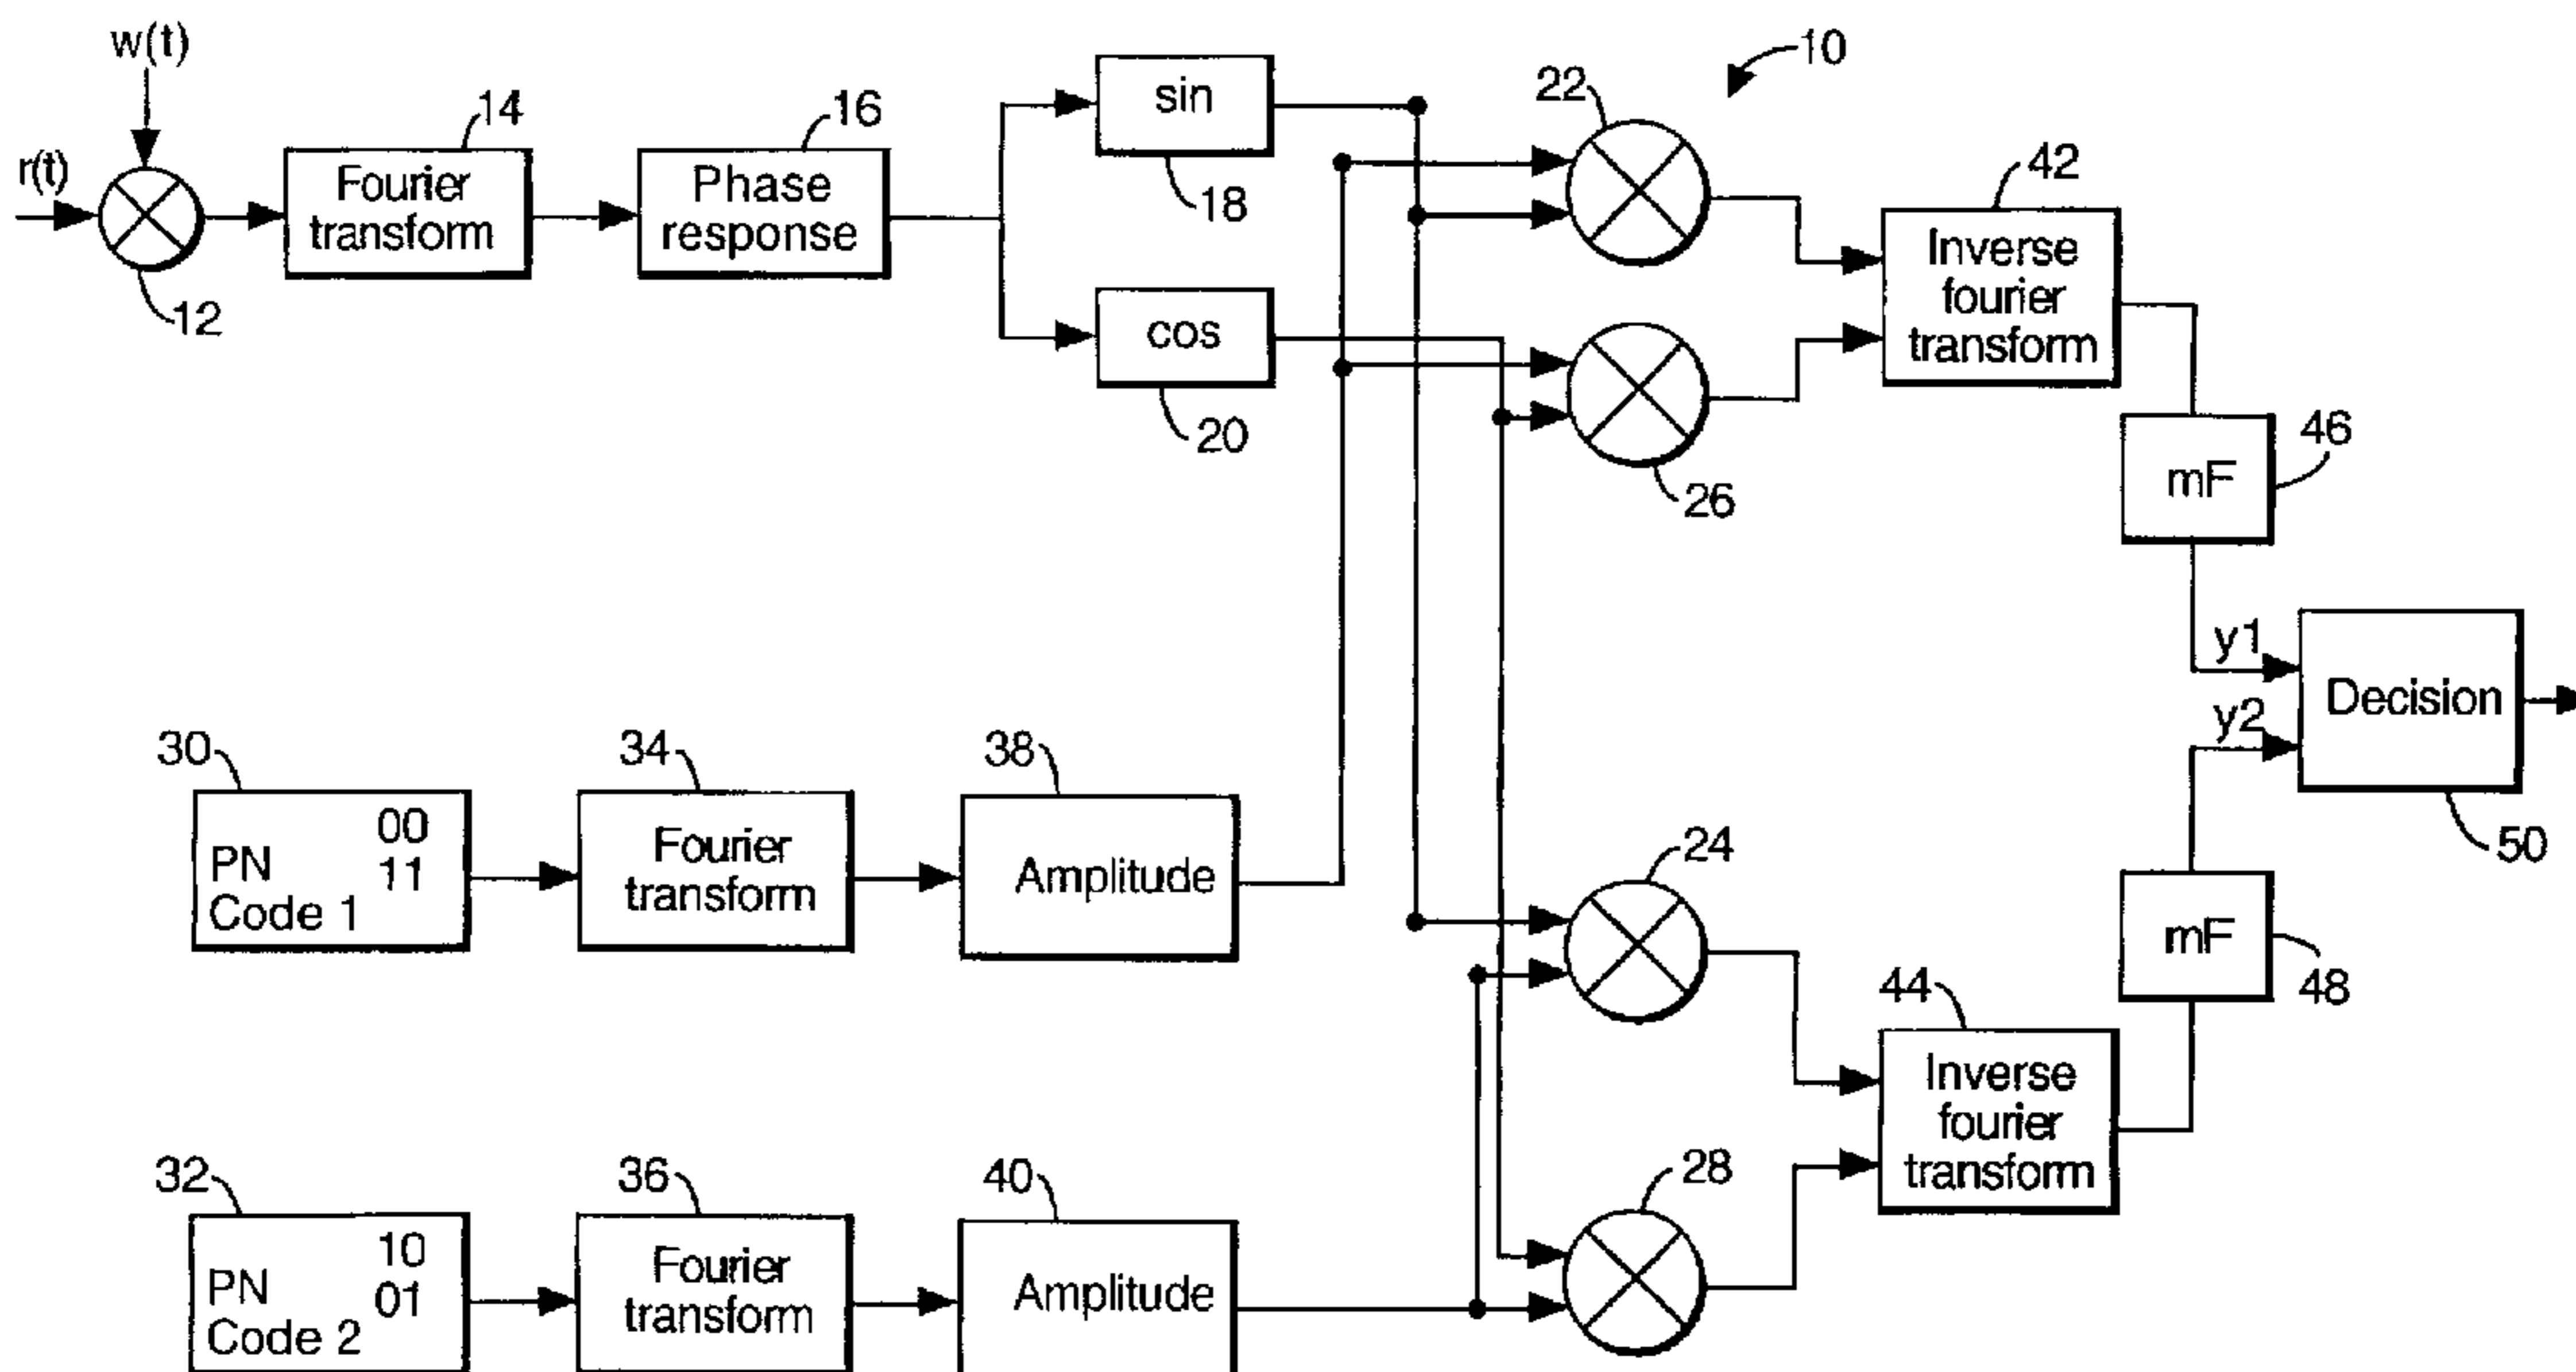 w(t)
r(t)
12
14
Fourier
transform
16
Phase
response
sin
18
cos
20
10
22
26
42
Inverse
fourier
transform
46
mF
y1
y2
Decision
50
30
PN
Code 1
00
11
34
Fourier
transform
38
Amplitude
24
mF
48
44
Inverse
fourier
transform
28
32
PN
Code 2
10
01
36
Fourier
transform
40
Amplitude